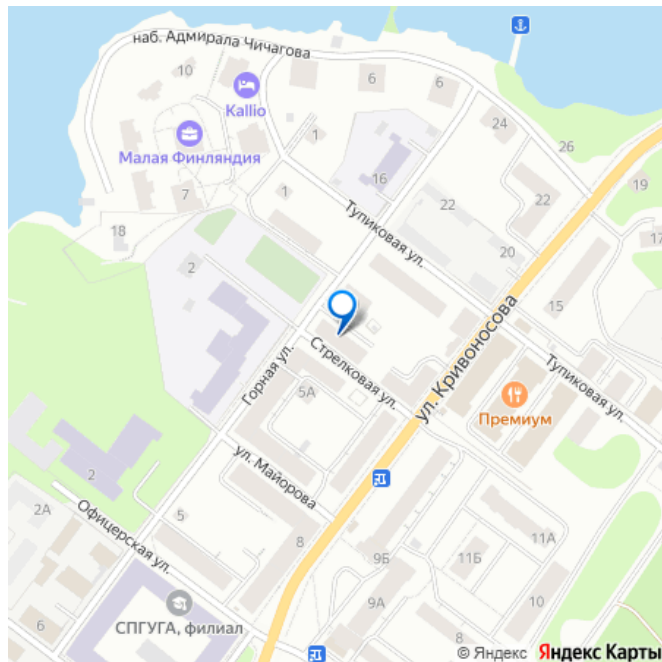 наб. Адмирала Чичагова
10
Kallio
6
6
24
26
Малая Финляндия
1
16
19
7
1
22
22
17
18
Тупиковая ул.
20
2
15
ул. Кривоносова
Горная ул.
Стрелковая ул.
5А
Премиум
Тупиковая ул.
ул. Майорова
2
2А
Офицерская ул.
5
8
9Б
11Б
11А
9А
10
6
СПГУГА, филиал
© Яндекс Яндекс Карты